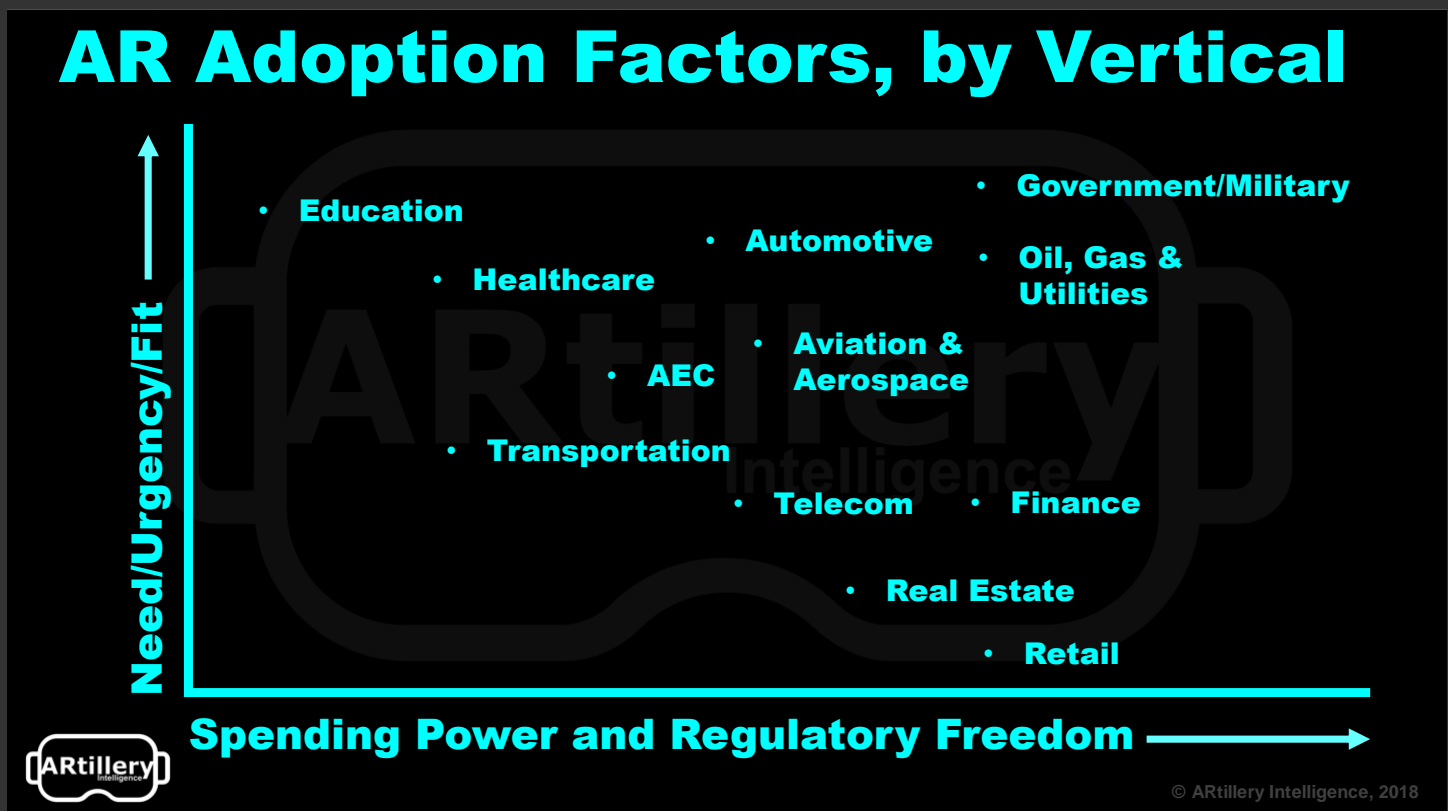 AR Adoption Factors, by Vertical
Need/Urgency/Fit
• Education
• Government/Military
• Automotive
• Oil, Gas &
Utilities
• Healthcare
• Aviation &
Aerospace
• AEC
• Transportation
• Telecom
• Finance
• Real Estate
• Retail
ARtillery
Intelligence
Spending Power and Regulatory Freedom
ARtillery
Intelligence
© ARtillery Intelligence, 2018